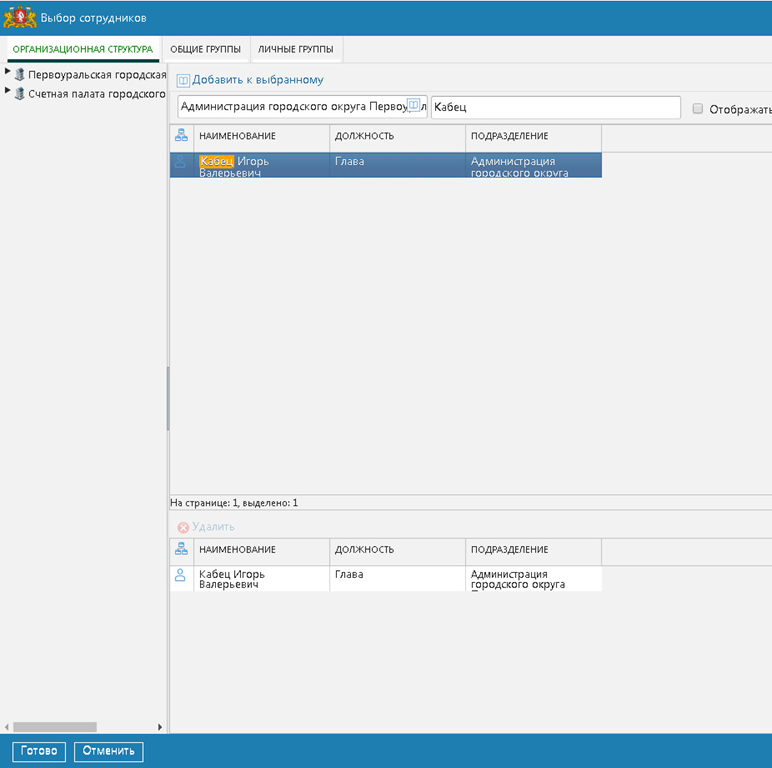 Выбор сотрудников
ОРГАНИЗАЦИОННАЯ СТРУКТУРА ОБЩИЕ ГРУППЫ ЛИЧНЫЕ ГРУППЫ
Первоуральская городская
Счетная палата городского
Добавить к выбранному
Администрация городского округа Кабец Отображать
НАИМЕНОВАНИЕ ДОЛЖНОСТЬ ПОДРАЗДЕЛЕНИЕ
Кабец Игорь Глава Администрация
Валерьевич городского округа
На странице: 1, выделено: 1
Удалить
НАИМЕНОВАНИЕ ДОЛЖНОСТЬ ПОДРАЗДЕЛЕНИЕ
Кабец Игорь Глава Администрация
Валерьевич городского округа
Готово Отменить